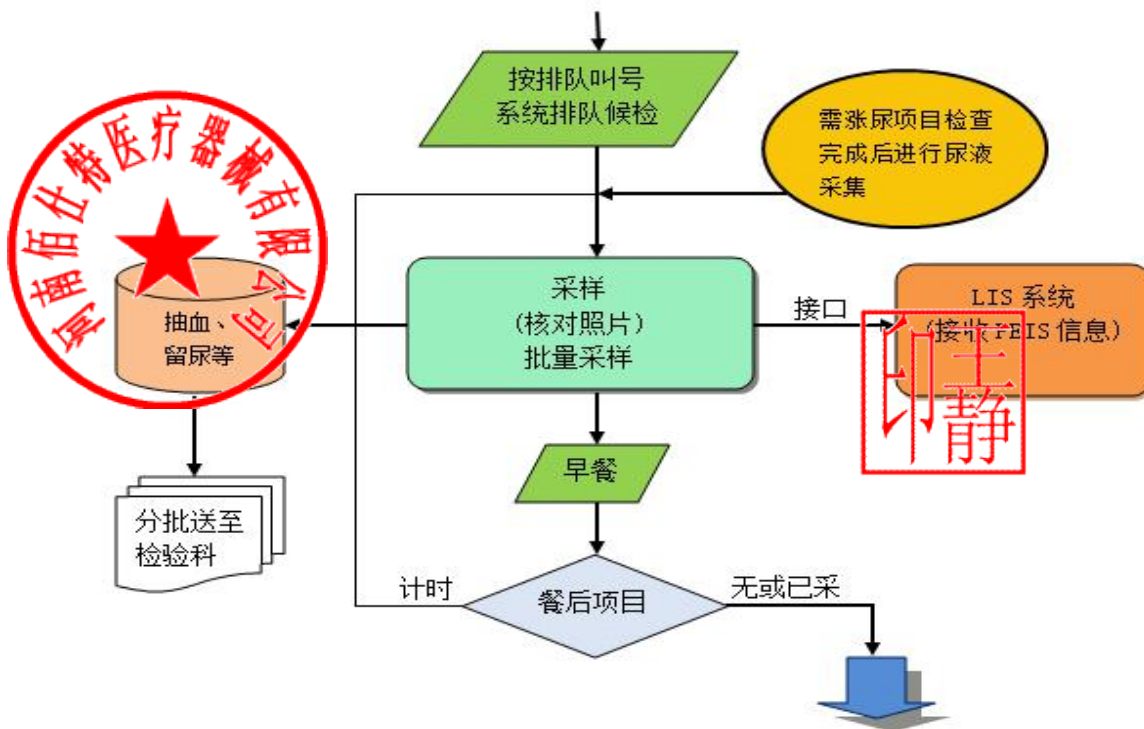 按排队叫号
系统排队候检
需涨尿项目检查
完成后进行尿液
采集
河南佰仕特医疗器械有限公司
抽血、
留尿等
采样
(核对照片)
批量采样
接口
LIS 系统
(接收 PEIS 信息)
王静印
早餐
分批送至
检验科
计时
餐后项目
无或已采